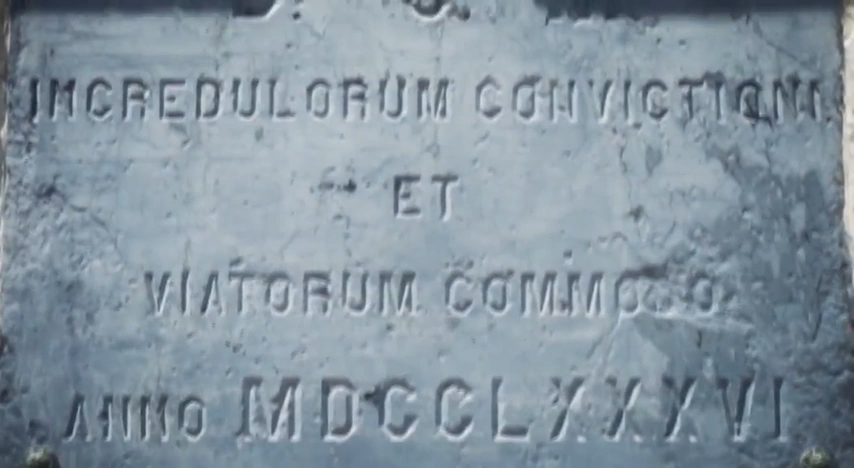 INCREDULORUM CONVICTIONI
ET
VIATORUM COMMODO
ANNO MDCCLXXXVI